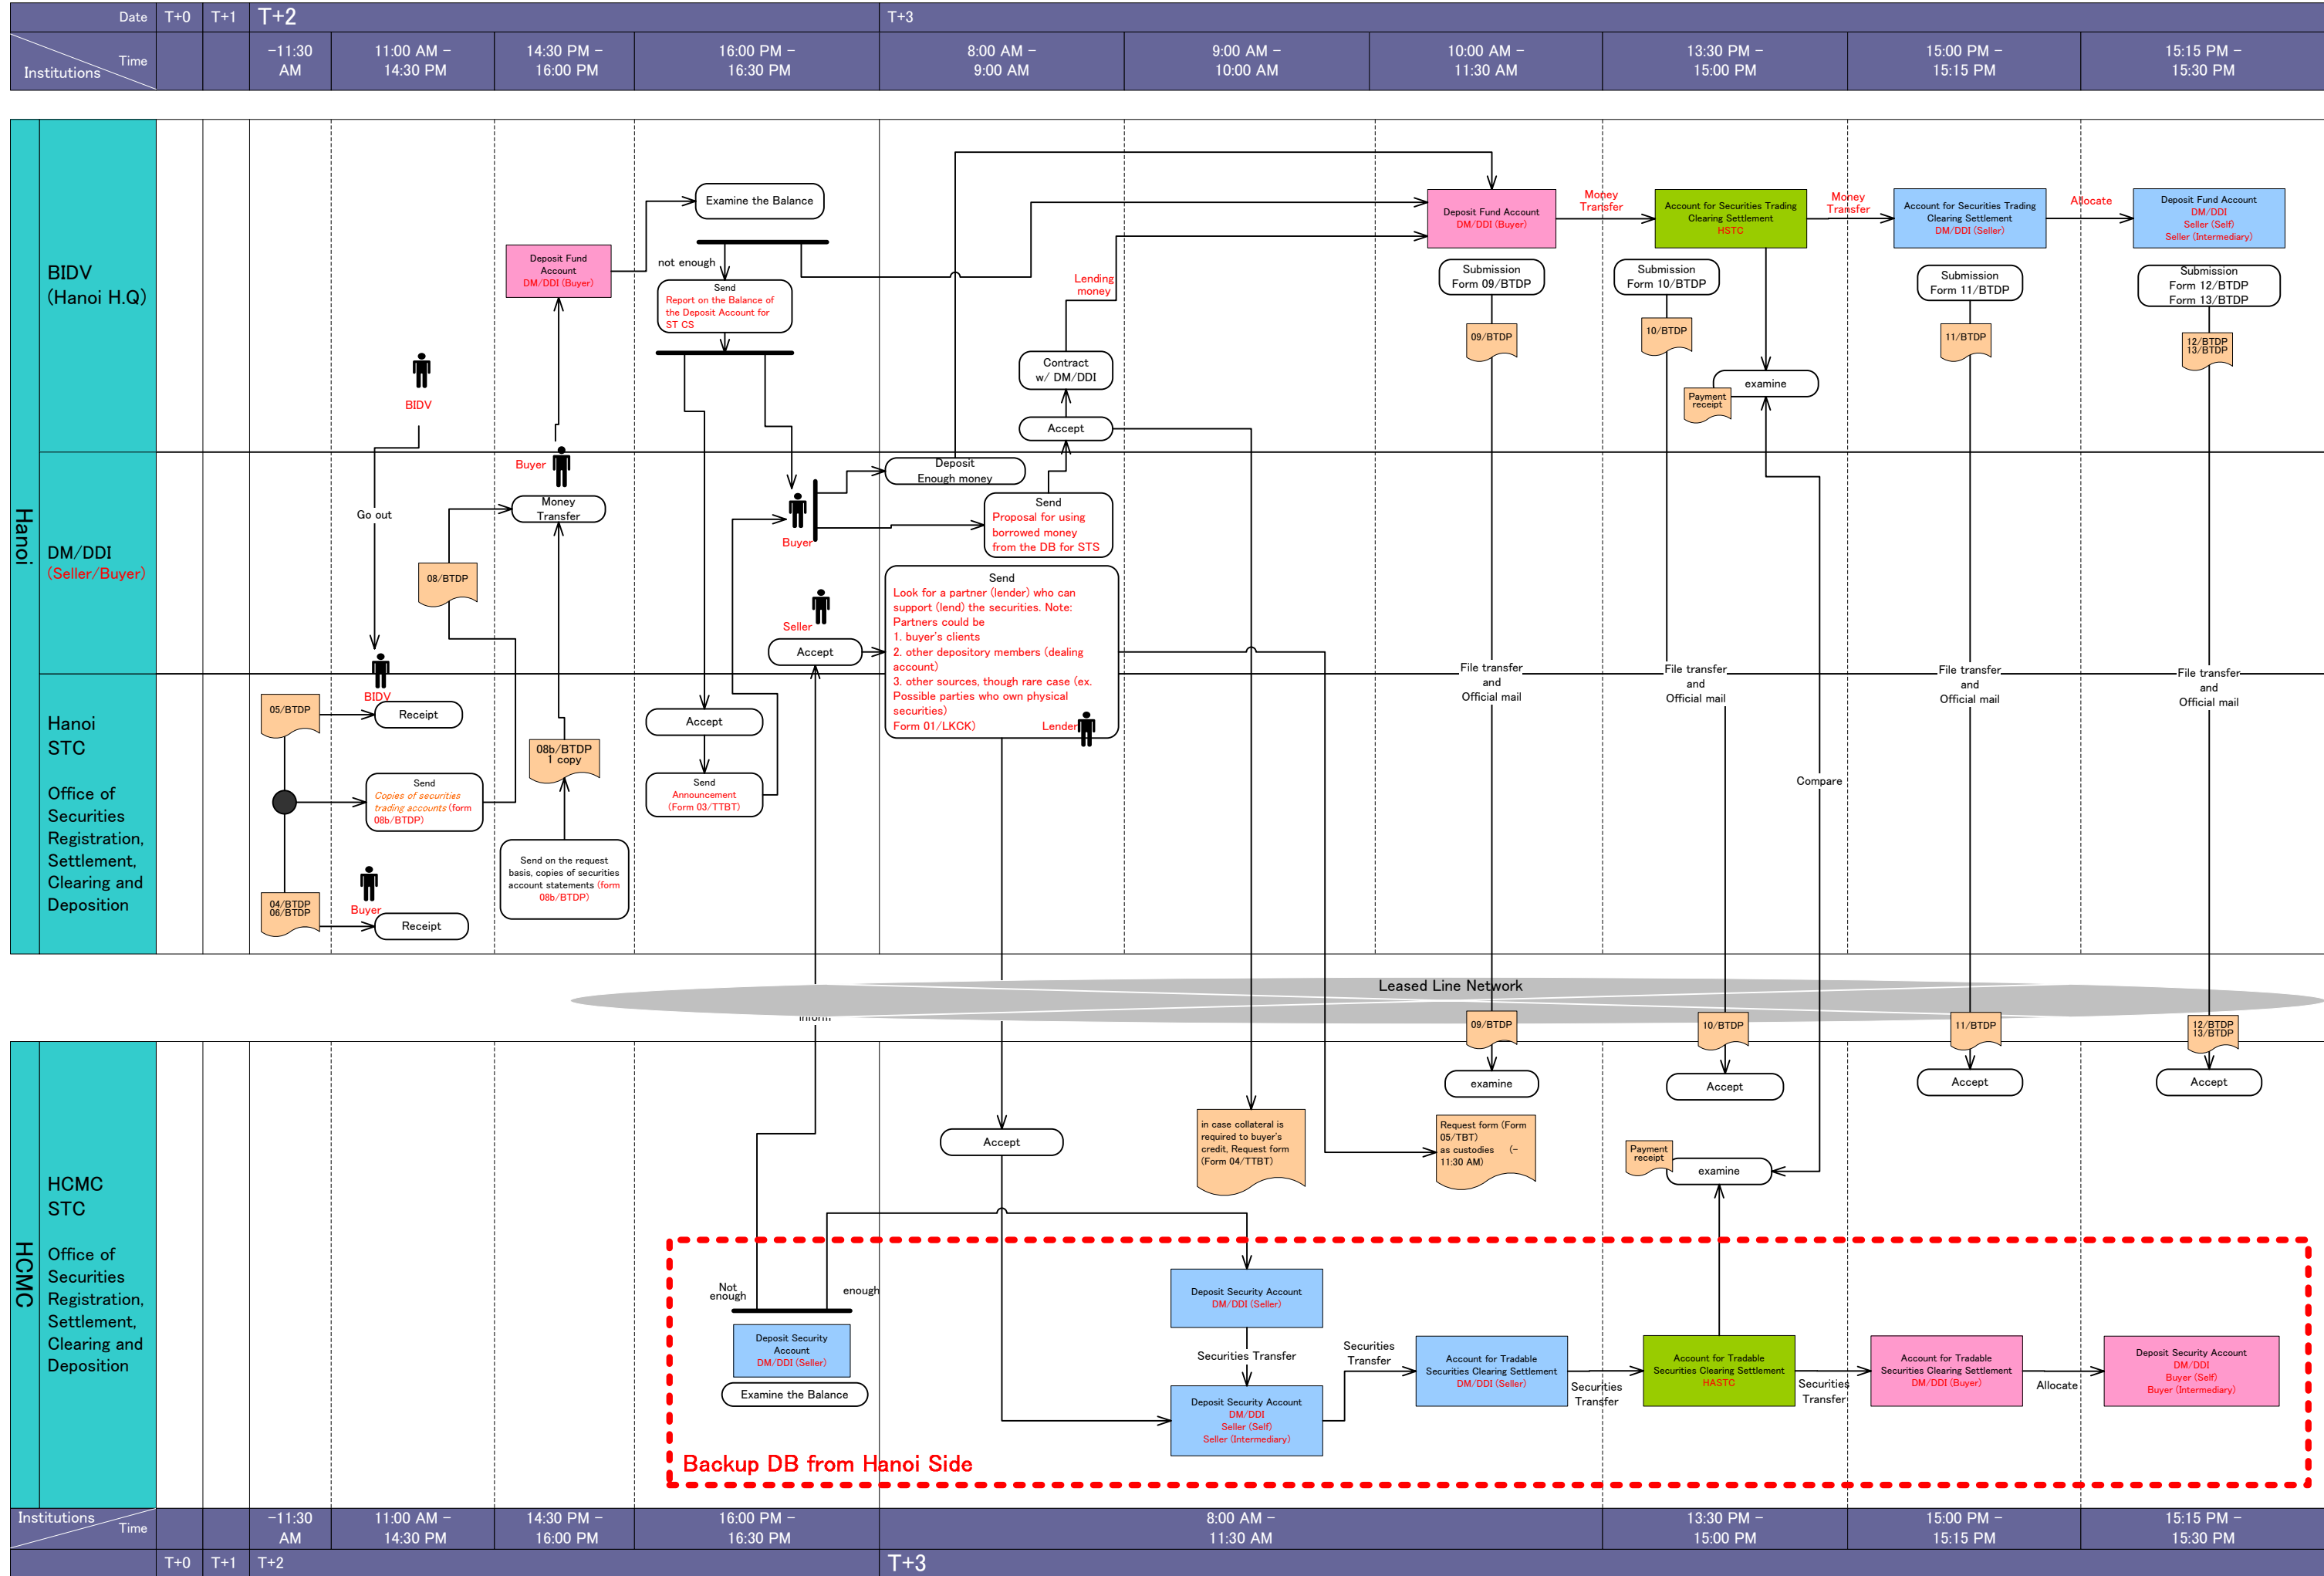 Date
T+0
T+1
T+2
T+3
Time
Institutions
-11:30
AM
11:00 AM -
14:30 PM
14:30 PM -
16:00 PM
16:00 PM -
16:30 PM
8:00 AM -
9:00 AM
9:00 AM -
10:00 AM
10:00 AM -
11:30 AM
13:30 PM -
15:00 PM
15:00 PM -
15:15 PM
15:15 PM -
15:30 PM
Hanoi
BIDV
(Hanoi H.Q)
Examine the Balance
Deposit Fund
Account
DM/DDI (Buyer)
not enough
Send
Report on the Balance of
the Deposit Account for
ST CS
BIDV
Lending
money
Contract
w/ DM/DDI
Accept
Deposit Fund Account
DM/DDI (Buyer)
Money
Transfer
Account for Securities Trading
Clearing Settlement
HSTC
Money
Transfer
Account for Securities Trading
Clearing Settlement
DM/DDI (Seller)
Allocate
Deposit Fund Account
DM/DDI
Seller (Self)
Seller (Intermediary)
Submission
Form 09/BTDP
Submission
Form 10/BTDP
Submission
Form 11/BTDP
Submission
Form 12/BTDP
Form 13/BTDP
09/BTDP
10/BTDP
11/BTDP
12/BTDP
13/BTDP
examine
Payment
receipt
DM/DDI
(Seller/Buyer)
Go out
Buyer
Money
Transfer
08/BTDP
Buyer
Deposit
Enough money
Send
Proposal for using
borrowed money
from the DB for STS
Seller
Accept
Send
Look for a partner (lender) who can
support (lend) the securities. Note:
Partners could be
1. buyer's clients
2. other depository members (dealing
account)
3. other sources, though rare case (ex.
Possible parties who own physical
securities)
Form 01/LKCK)
Lender
File transfer
and
Official mail
File transfer
and
Official mail
File transfer
and
Official mail
File transfer
and
Official mail
Hanoi
STC
Office of
Securities
Registration,
Settlement,
Clearing and
Deposition
BIDV
05/BTDP
Receipt
Send
Copies of securities
trading accounts (form
08b/BTDP)
04/BTDP
06/BTDP
Buyer
Receipt
08b/BTDP
1 copy
Send on the request
basis, copies of securities
account statements (form
08b/BTDP)
Accept
Send
Announcement
(Form 03/TTBT)
Compare
Leased Line Network
inform
09/BTDP
10/BTDP
11/BTDP
12/BTDP
13/BTDP
HCMC
HCMC
STC
Office of
Securities
Registration,
Settlement,
Clearing and
Deposition
examine
Accept
Accept
Accept
Accept
in case collateral is
required to buyer's
credit, Request form
(Form 04/TTBT)
Request form (Form
05/TBT)
as custodies (-
11:30 AM)
Payment
receipt
examine
Not
enough
enough
Deposit Security
Account
DM/DDI (Seller)
Examine the Balance
Deposit Security Account
DM/DDI (Seller)
Securities Transfer
Deposit Security Account
DM/DDI
Seller (Self)
Seller (Intermediary)
Securities
Transfer
Account for Tradable
Securities Clearing Settlement
DM/DDI (Seller)
Securities
Transfer
Account for Tradable
Securities Clearing Settlement
HASTC
Securities
Transfer
Account for Tradable
Securities Clearing Settlement
DM/DDI (Buyer)
Allocate
Deposit Security Account
DM/DDI
Buyer (Self)
Buyer (Intermediary)
Backup DB from Hanoi Side
Institutions
Time
-11:30
AM
11:00 AM -
14:30 PM
14:30 PM -
16:00 PM
16:00 PM -
16:30 PM
8:00 AM -
11:30 AM
13:30 PM -
15:00 PM
15:00 PM -
15:15 PM
15:15 PM -
15:30 PM
T+0
T+1
T+2
T+3